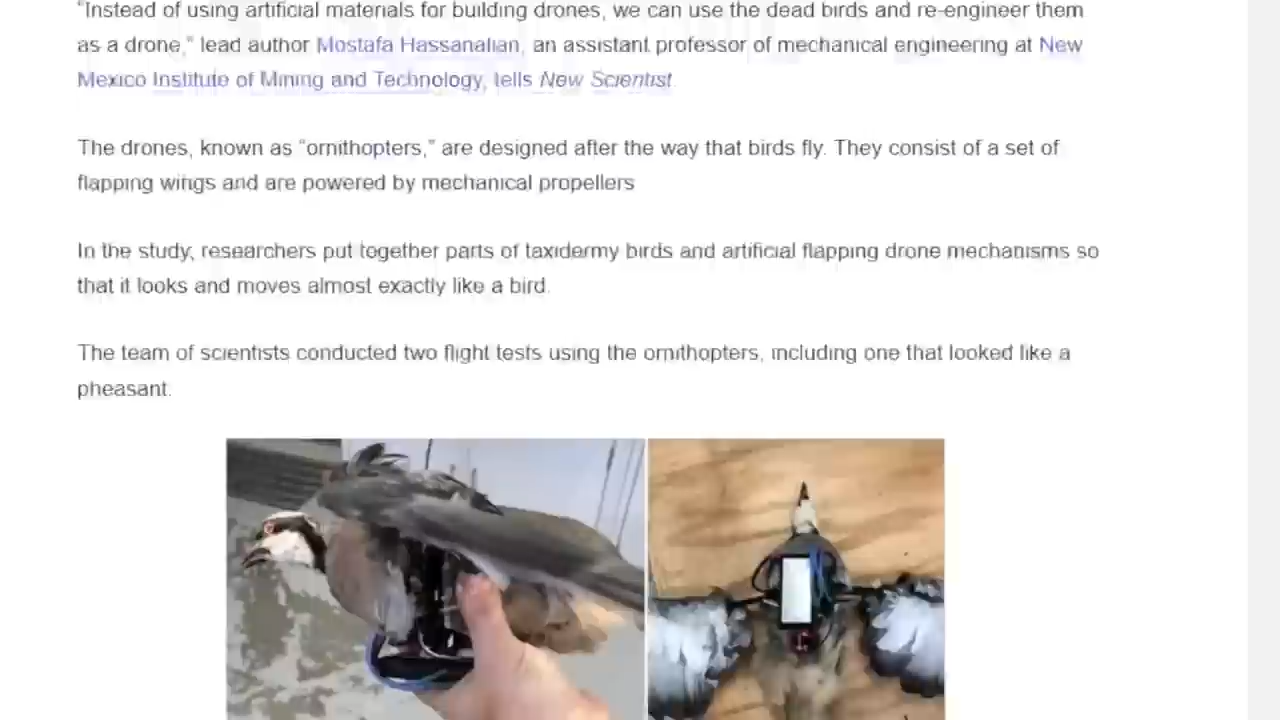 "Instead of using artificial materials for building drones, we can use the dead birds and re-engineer them
as a drone," lead author Mostafa Hassanalian, an assistant professor of mechanical engineering at New
Mexico Institute of Mining and Technology, tells New Scientist.
The drones, known as "ornithopters," are designed after the way that birds fly. They consist of a set of
flapping wings and are powered by mechanical propellers
In the study, researchers put together parts of taxidermy birds and artificial flapping drone mechanisms so
that it looks and moves almost exactly like a bird.
The team of scientists conducted two flight tests using the ornithopters, including one that looked like a
pheasant.